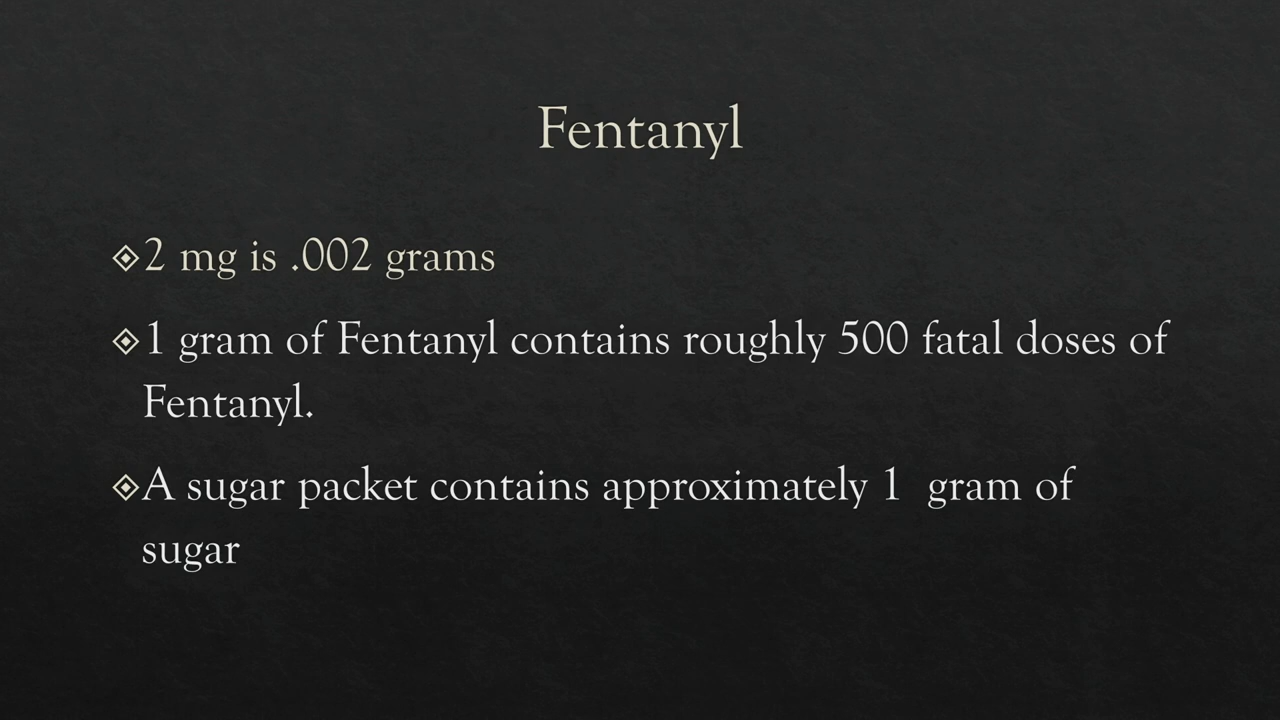 Fentanyl
2 mg is .002 grams
1 gram of Fentanyl contains roughly 500 fatal doses of
Fentanyl.
A sugar packet contains approximately 1  gram of
sugar